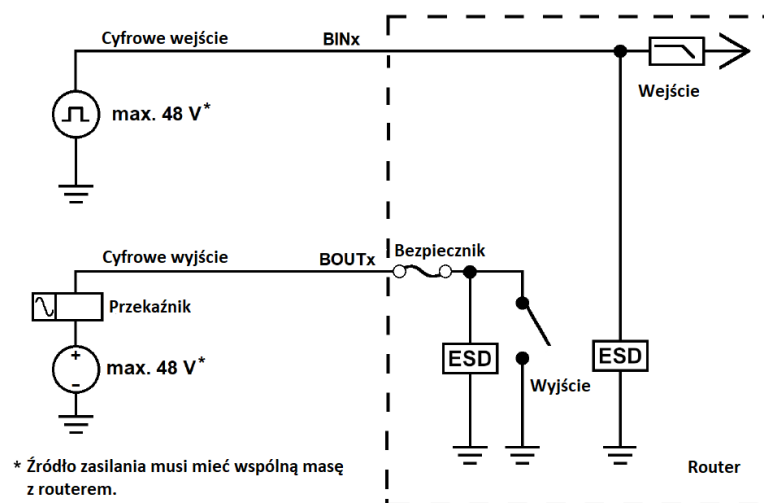 Cyfrowe wejście
BINx
Wejście
max. 48 V*
Cyfrowe wyjście
BOUTx
Bezpiecznik
Przekaźnik
+
-
max. 48 V*
ESD
Wyjście
ESD
* Źródło zasilania musi mieć wspólną masę
z routerem.
Router